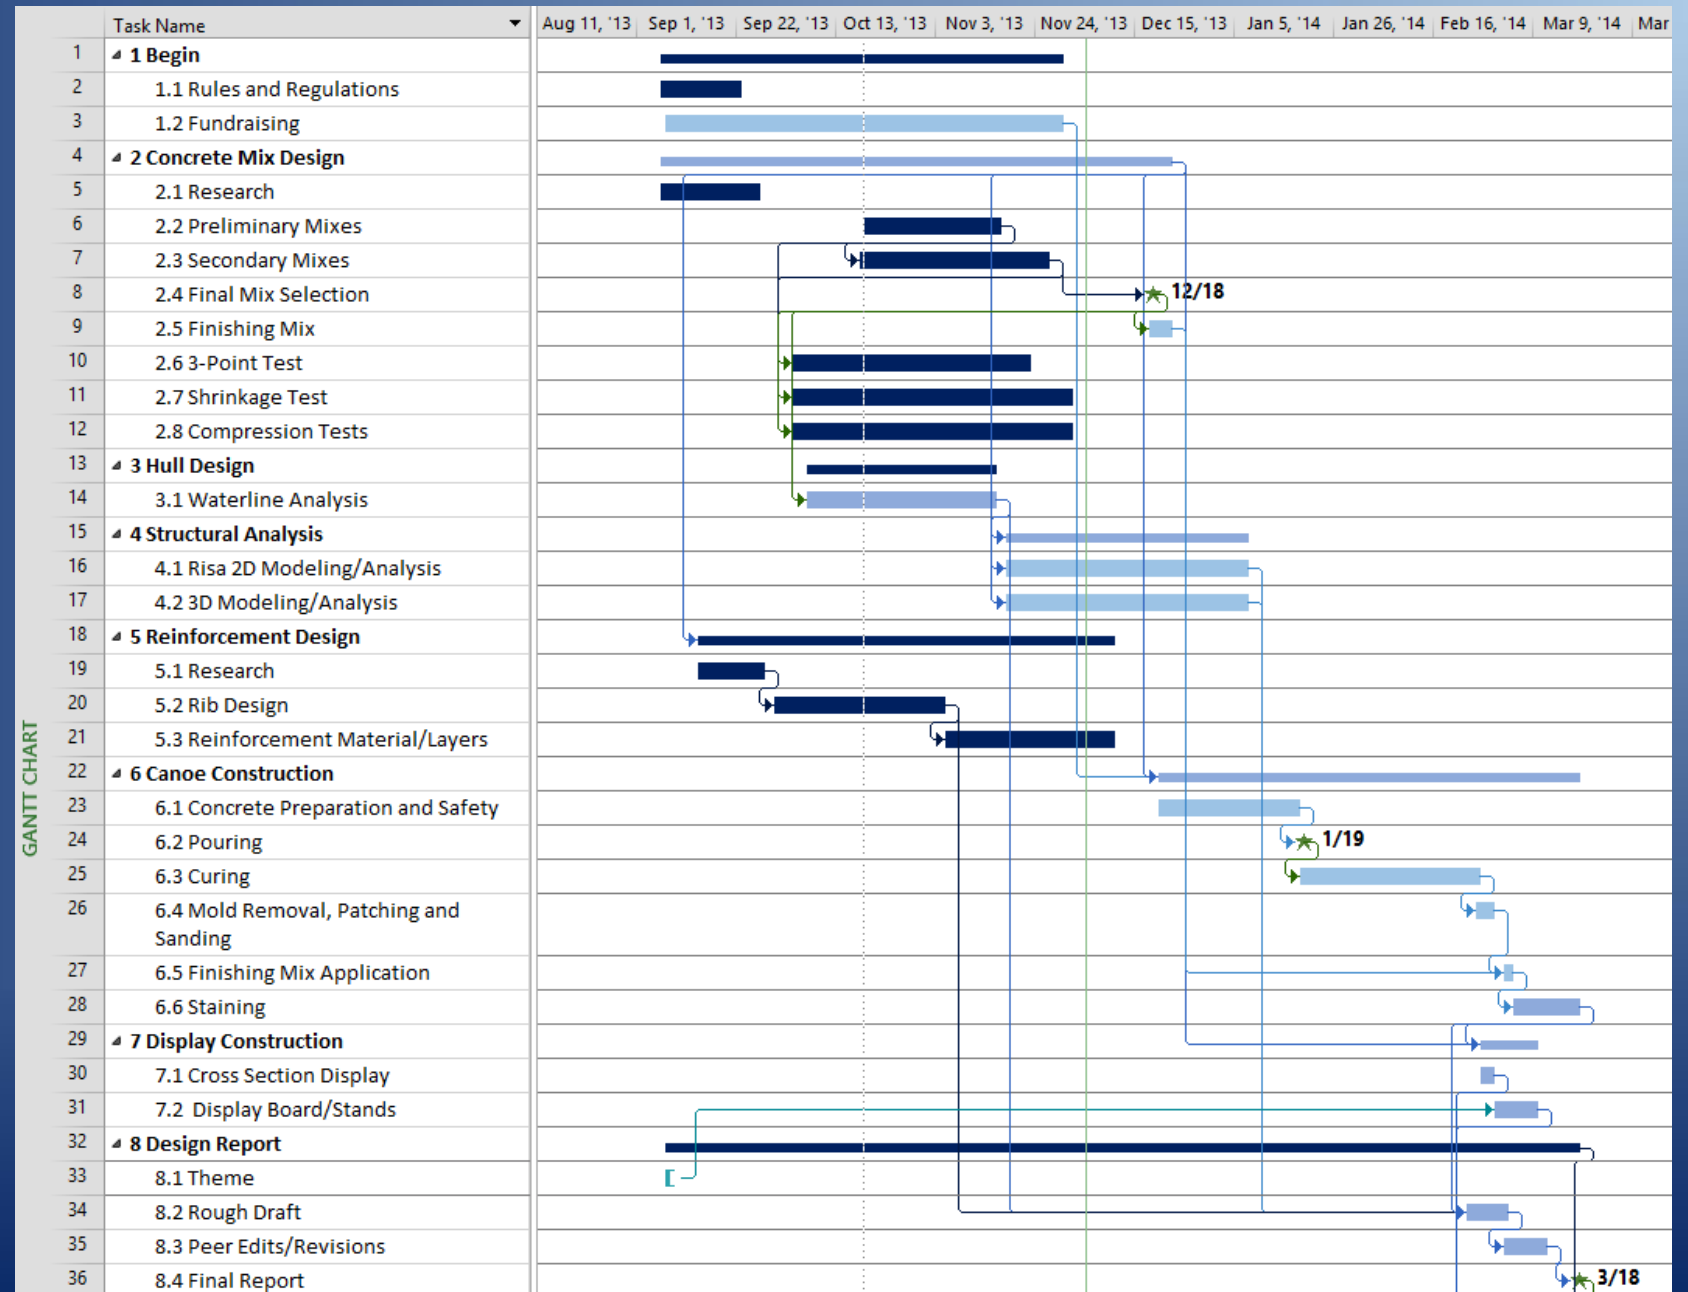 Task Name
Aug 11, '13 Sep 1, '13 Sep 22, '13 Oct 13, '13 Nov 3, '13 Nov 24, '13 Dec 15, '13 Jan 5, '14 Jan 26, '14 Feb 16, '14 Mar 9, '14 Mar
1 1 Begin
2 1.1 Rules and Regulations
3 1.2 Fundraising
4 2 Concrete Mix Design
5 2.1 Research
6 2.2 Preliminary Mixes
7 2.3 Secondary Mixes
8 2.4 Final Mix Selection 12/18
9 2.5 Finishing Mix
10 2.6 3-Point Test
11 2.7 Shrinkage Test
12 2.8 Compression Tests
13 3 Hull Design
14 3.1 Waterline Analysis
15 4 Structural Analysis
16 4.1 Risa 2D Modeling/Analysis
17 4.2 3D Modeling/Analysis
18 5 Reinforcement Design
19 5.1 Research
20 5.2 Rib Design
21 5.3 Reinforcement Material/Layers
22 6 Canoe Construction
23 6.1 Concrete Preparation and Safety
24 6.2 Pouring 1/19
25 6.3 Curing
26 6.4 Mold Removal, Patching and
Sanding
27 6.5 Finishing Mix Application
28 6.6 Staining
29 7 Display Construction
30 7.1 Cross Section Display
31 7.2 Display Board/Stands
32 8 Design Report
33 8.1 Theme
34 8.2 Rough Draft
35 8.3 Peer Edits/Revisions
36 8.4 Final Report 3/18
GANTT CHART